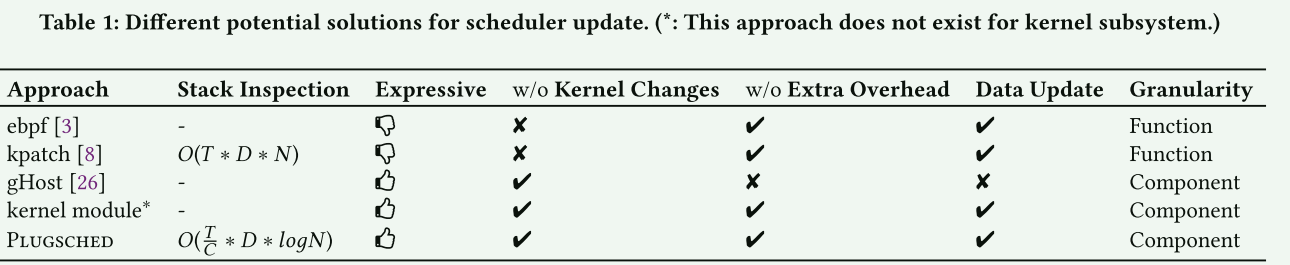 Table 1: Different potential solutions for scheduler update. (*: This approach does not exist for kernel subsystem.)
Approach Stack Inspection Expressive w/o Kernel Changes w/o Extra Overhead Data Update Granularity
ebpf [3] - 👎 ✘ ✔ ✔ Function
kpatch [8] O(T ∗ D ∗ N) 👎 ✘ ✔ ✔ Function
gHost [26] - 👍 ✔ ✘ ✘ Component
kernel module* - 👍 ✔ ✔ ✔ Component
PLUGSCHED O(T/C ∗ D ∗ logN) 👍 ✔ ✔ ✔ Component